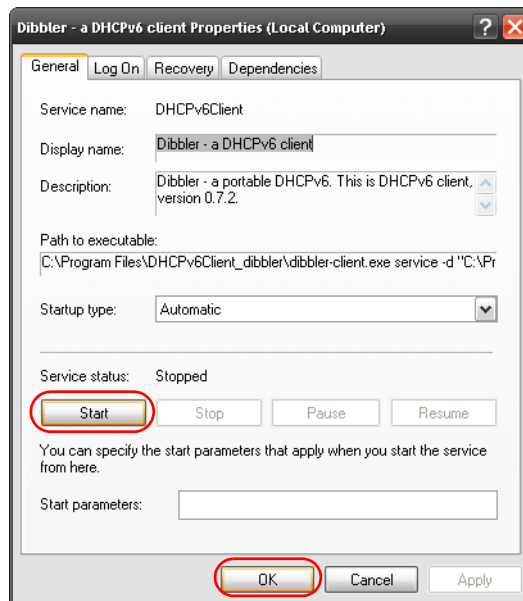 Dibbler - a DHCPv6 client Properties (Local Computer)
General Log On Recovery Dependencies
Service name: DHCPv6Client
Display name: Dibbler - a DHCPv6 client
Description: Dibbler - a portable DHCPv6. This is DHCPv6 client,
version 0.7.2.
Path to executable:
C:\Program Files\DHCPv6Client_dibbler\dibbler-client.exe service -d "C:\Pr
Startup type: Automatic
Service status: Stopped
Start Stop Pause Resume
You can specify the start parameters that apply when you start the service
from here.
Start parameters:
OK Cancel Apply